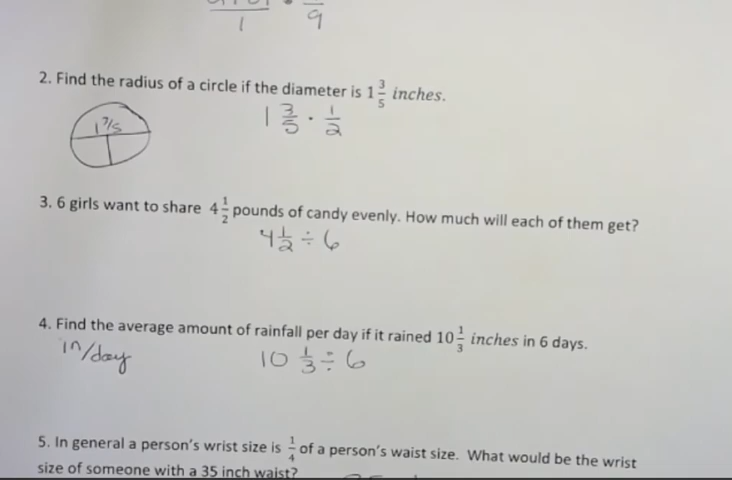 1 9
2. Find the radius of a circle if the diameter is 1 3/5 inches.
1 3/5
1 3/5 · 1/2
3. 6 girls want to share 4 1/2 pounds of candy evenly. How much will each of them get?
4 1/2 ÷ 6
4. Find the average amount of rainfall per day if it rained 10 1/3 inches in 6 days.
in/day 10 1/3 ÷ 6
5. In general a person's wrist size is 1/4 of a person's waist size. What would be the wrist
size of someone with a 35 inch waist?